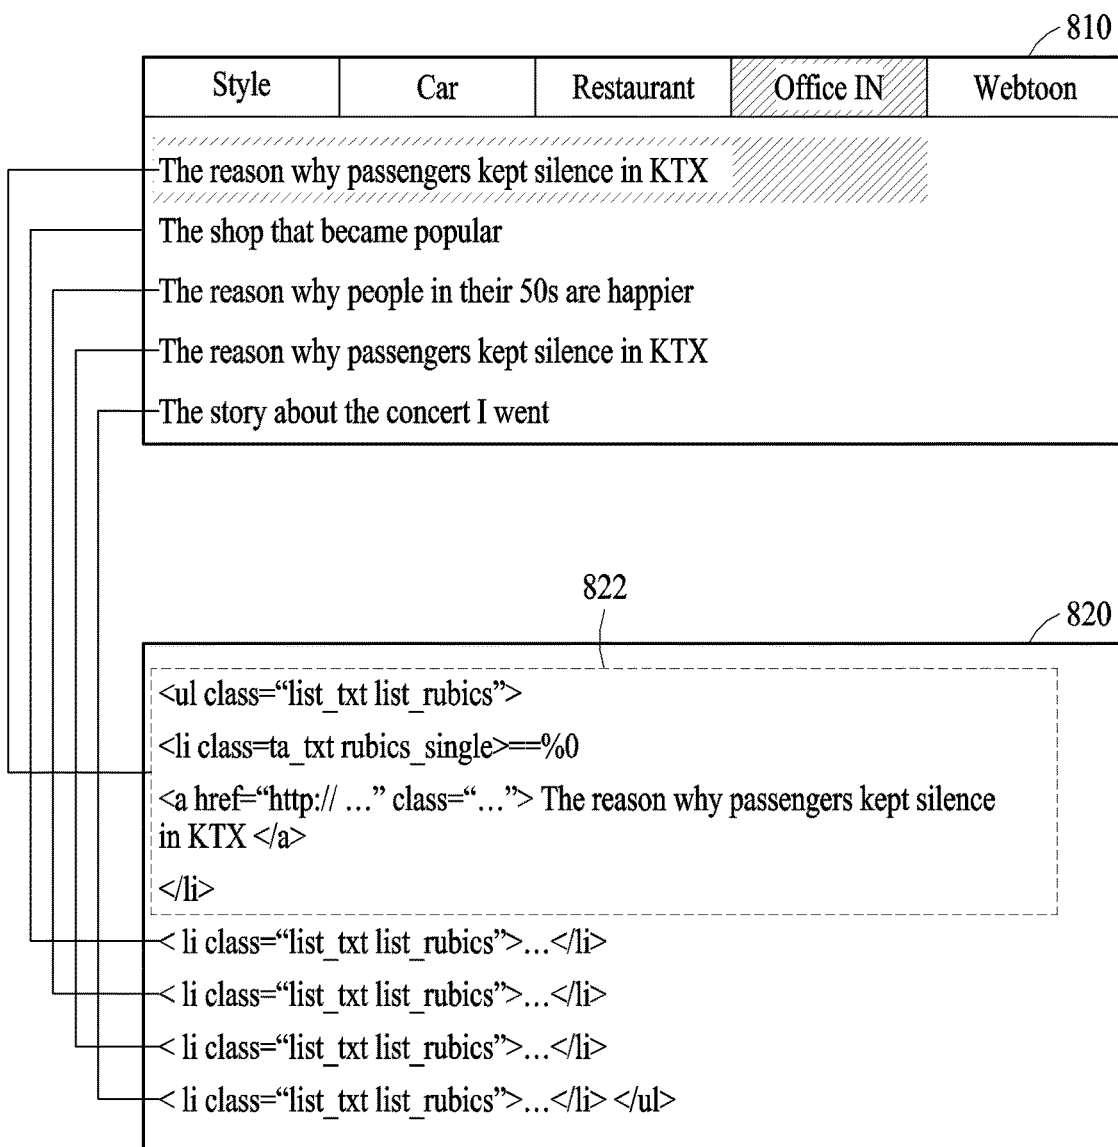 810
Style Car Restaurant Office IN Webtoon
The reason why passengers kept silence in KTX
The shop that became popular
The reason why people in their 50s are happier
The reason why passengers kept silence in KTX
The story about the concert I went
822
820
<ul class=“list_txt list_rubics”>
<li class=ta_txt rubics_single>==%0
<a href=“http:// …” class=“…”> The reason why passengers kept silence
in KTX </a>
</li>
< li class=“list_txt list_rubics”>…</li>
< li class=“list_txt list_rubics”>…</li>
< li class=“list_txt list_rubics”>…</li>
< li class=“list_txt list_rubics”>…</li> </ul>